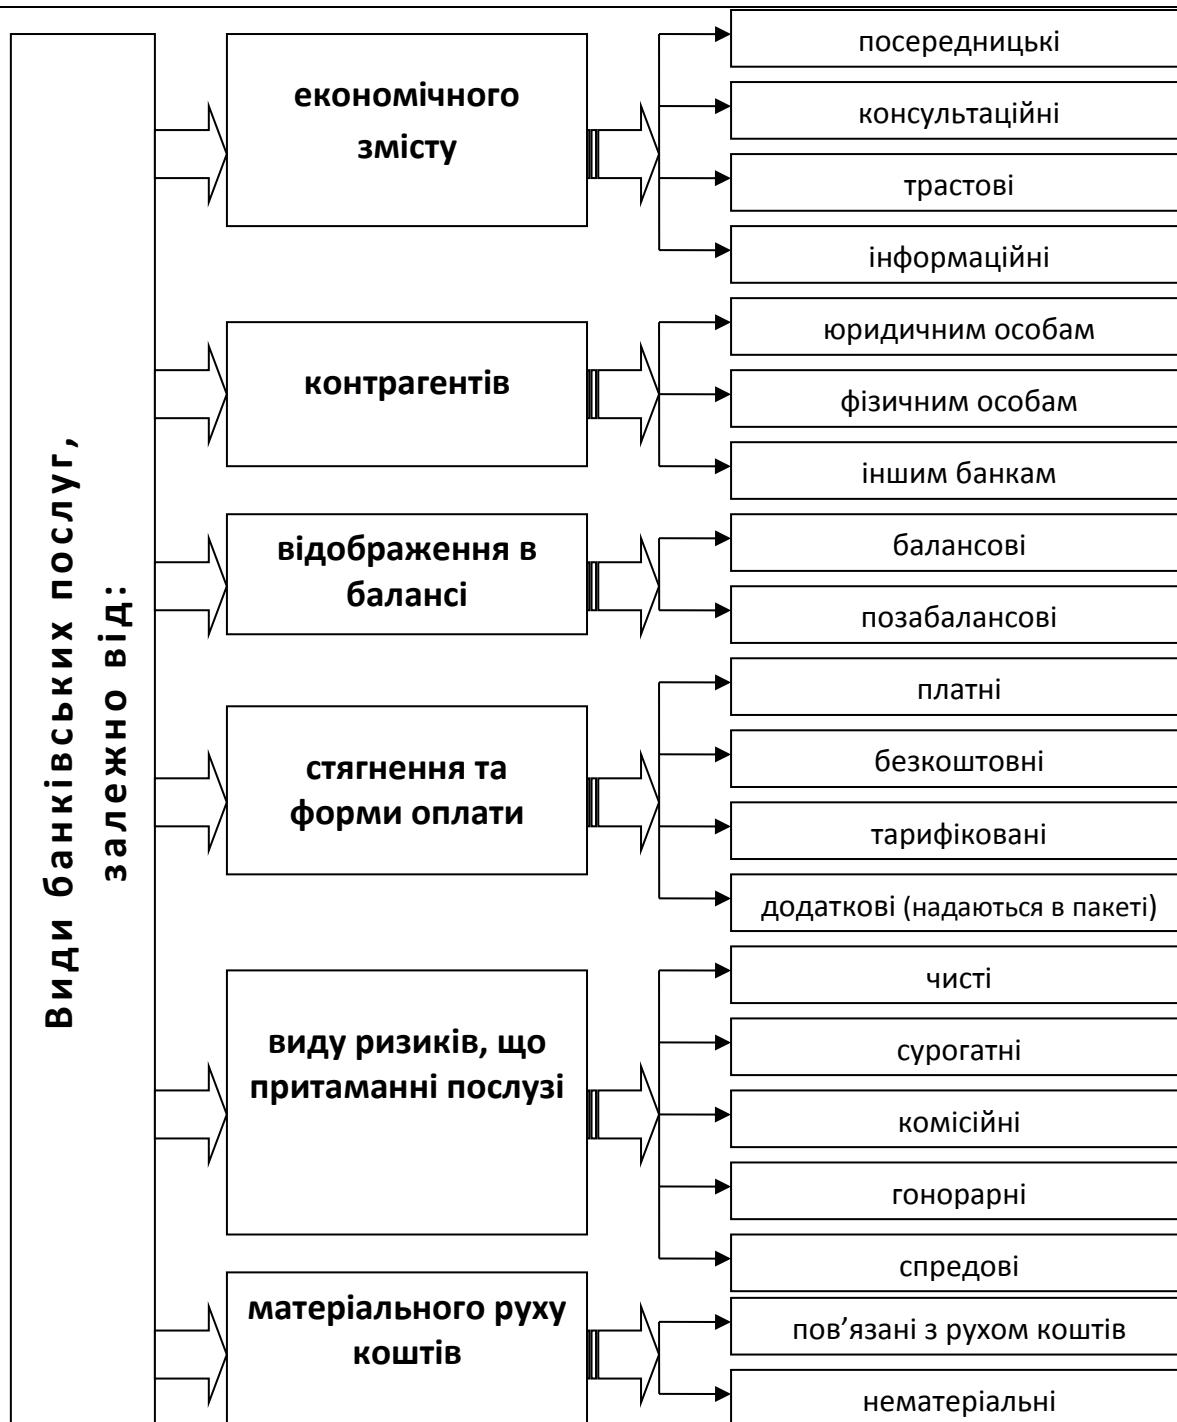 Види банківських послуг,
залежно від:
економічного
змісту
посередницькі
консультаційні
трастові
інформаційні
контрагентів
юридичним особам
фізичним особам
іншим банкам
відображення в
балансі
балансові
позабалансові
стягнення та
форми оплати
платні
безкоштовні
тарифіковані
додаткові (надаються в пакеті)
виду ризиків, що
притаманні послузі
чисті
сурогатні
комісійні
гонорарні
спредові
матеріального руху
коштів
пов’язані з рухом коштів
нематеріальні